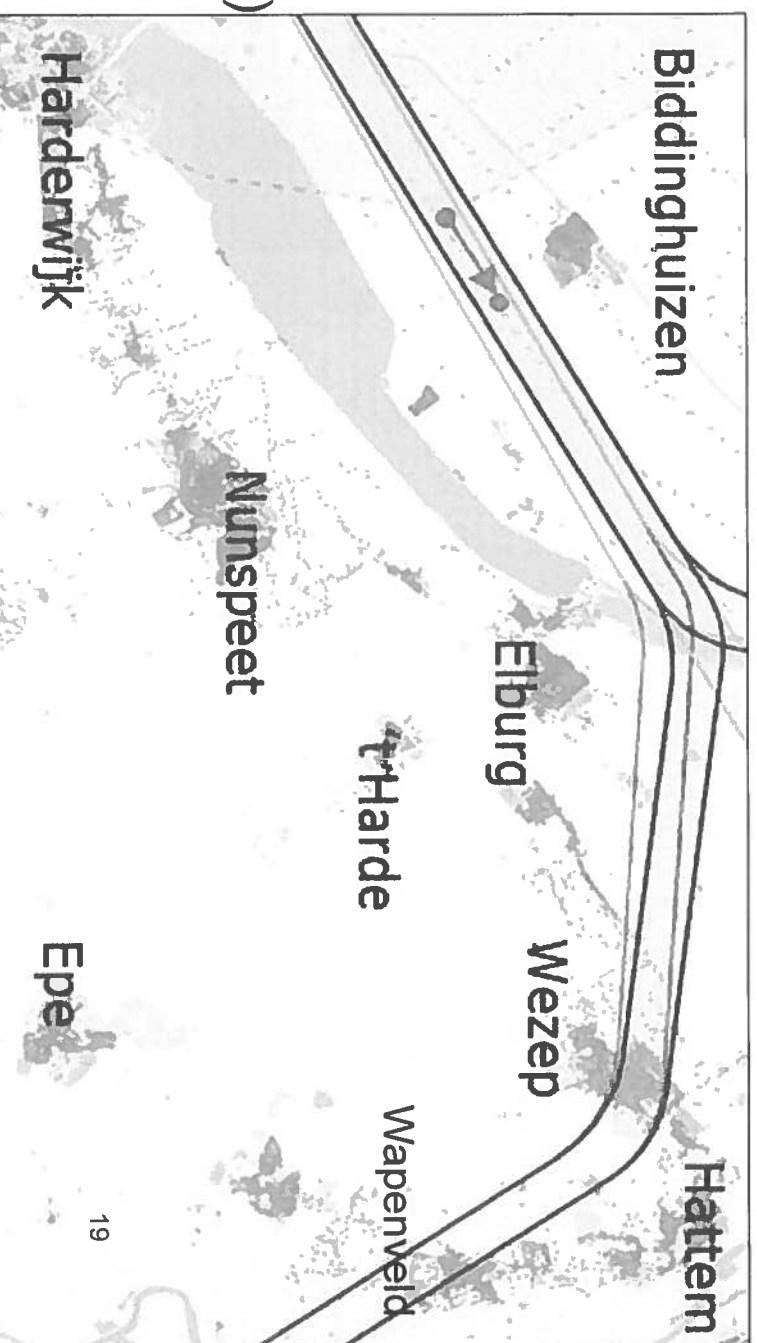 Biddinghuizen
Hattem
Wezep
Elburg
't Harde
Wapenveld
Nunspeet
Harderwijk
Epe
19
)